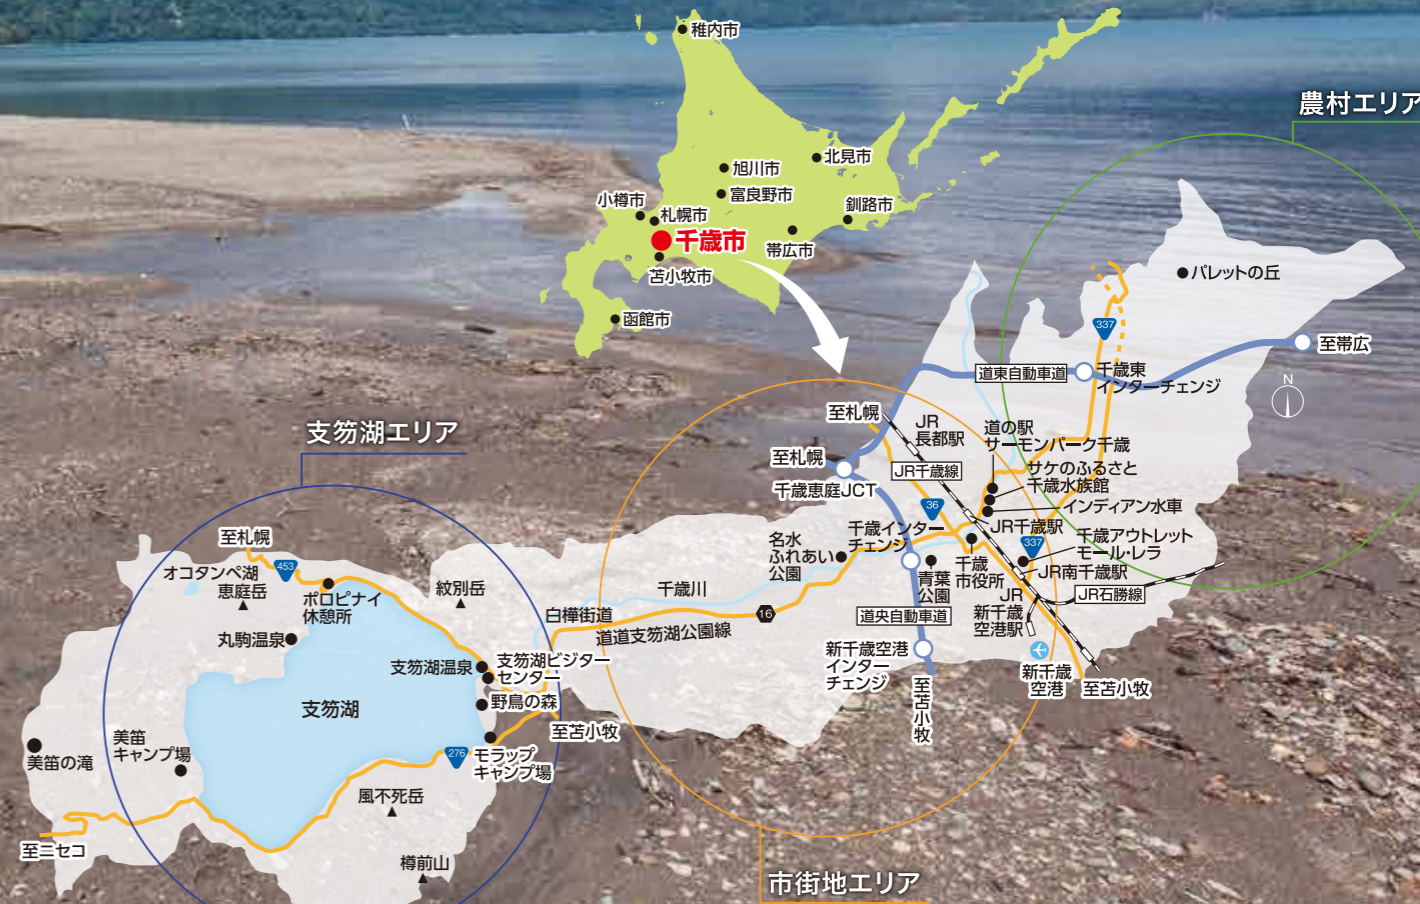 稚内市
北見市
旭川市
富良野市
釧路市
小樽市
札幌市
千歳市
帯広市
苫小牧市
函館市
農村エリア
パレットの丘
337
至帯広
道東自動車道
千歳東
インターチェンジ
N
至札幌
JR
長都駅
道の駅
サーモンパーク千歳
至札幌
JR千歳線
サケのふるさと
千歳水族館
千歳恵庭JCT
36
インディアン水車
千歳インター
チェンジ
JR千歳駅
337
千歳アウトレット
モール・レラ
名水
ふれあい
公園
青葉
公園
千歳
市役所
JR南千歳駅
JR石勝線
JR
新千歳
空港駅
道央自動車道
千歳川
16
白樺街道
道道支笏湖公園線
新千歳空港
インター
チェンジ
新千歳
空港
至苫小牧
至苫小牧
市街地エリア
支笏湖エリア
至札幌
453
オコタンペ湖
恵庭岳
ポロピナイ
休憩所
紋別岳
丸駒温泉
支笏湖温泉
支笏湖ビジター
センター
野鳥の森
支笏湖
至苫小牧
276
モラップ
キャンプ場
美笛
キャンプ場
美笛の滝
風不死岳
至ニセコ
樽前山